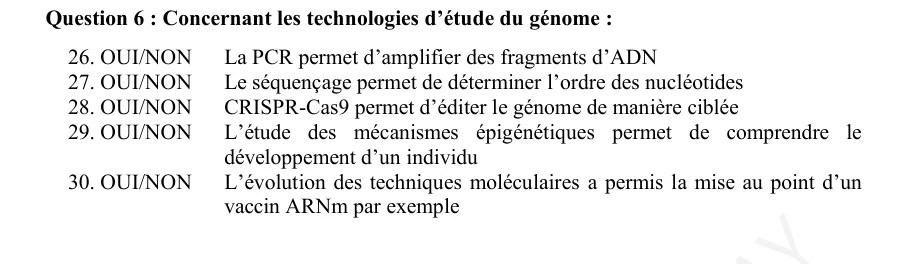 Question 6 : Concernant les technologies d’étude du génome :
26. OUI/NON La PCR permet d’amplifier des fragments d’ADN
27. OUI/NON Le séquençage permet de déterminer l’ordre des nucléotides
28. OUI/NON CRISPR-Cas9 permet d’éditer le génome de manière ciblée
29. OUI/NON L’étude des mécanismes épigénétiques permet de comprendre le
développement d’un individu
30. OUI/NON L’évolution des techniques moléculaires a permis la mise au point d’un
vaccin ARNm par exemple